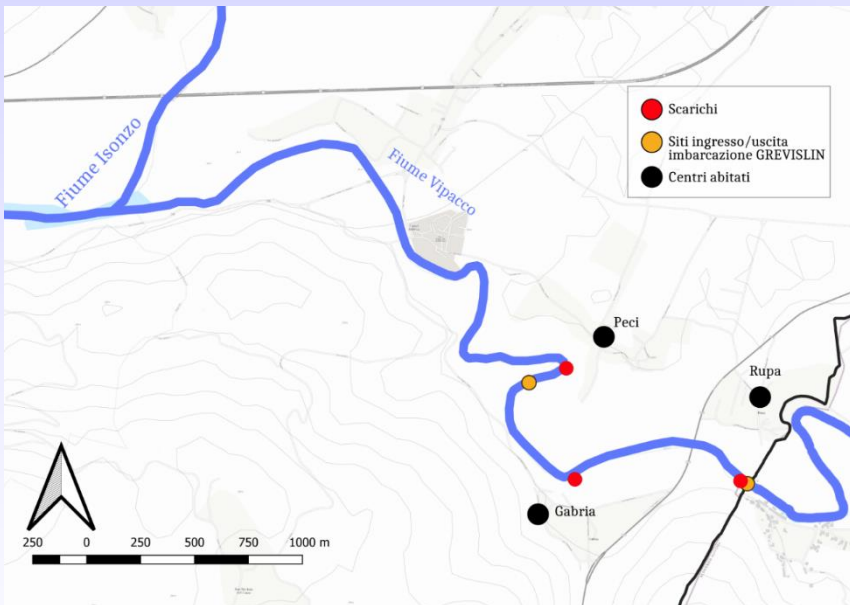 Fiume Isonzo
Fiume Vipacco
Scarichi
Siti ingresso/uscita
imbarcazione GREVISLIN
Centri abitati
Peci
Rupa
Gabria
250 0 250 500 750 1000 m